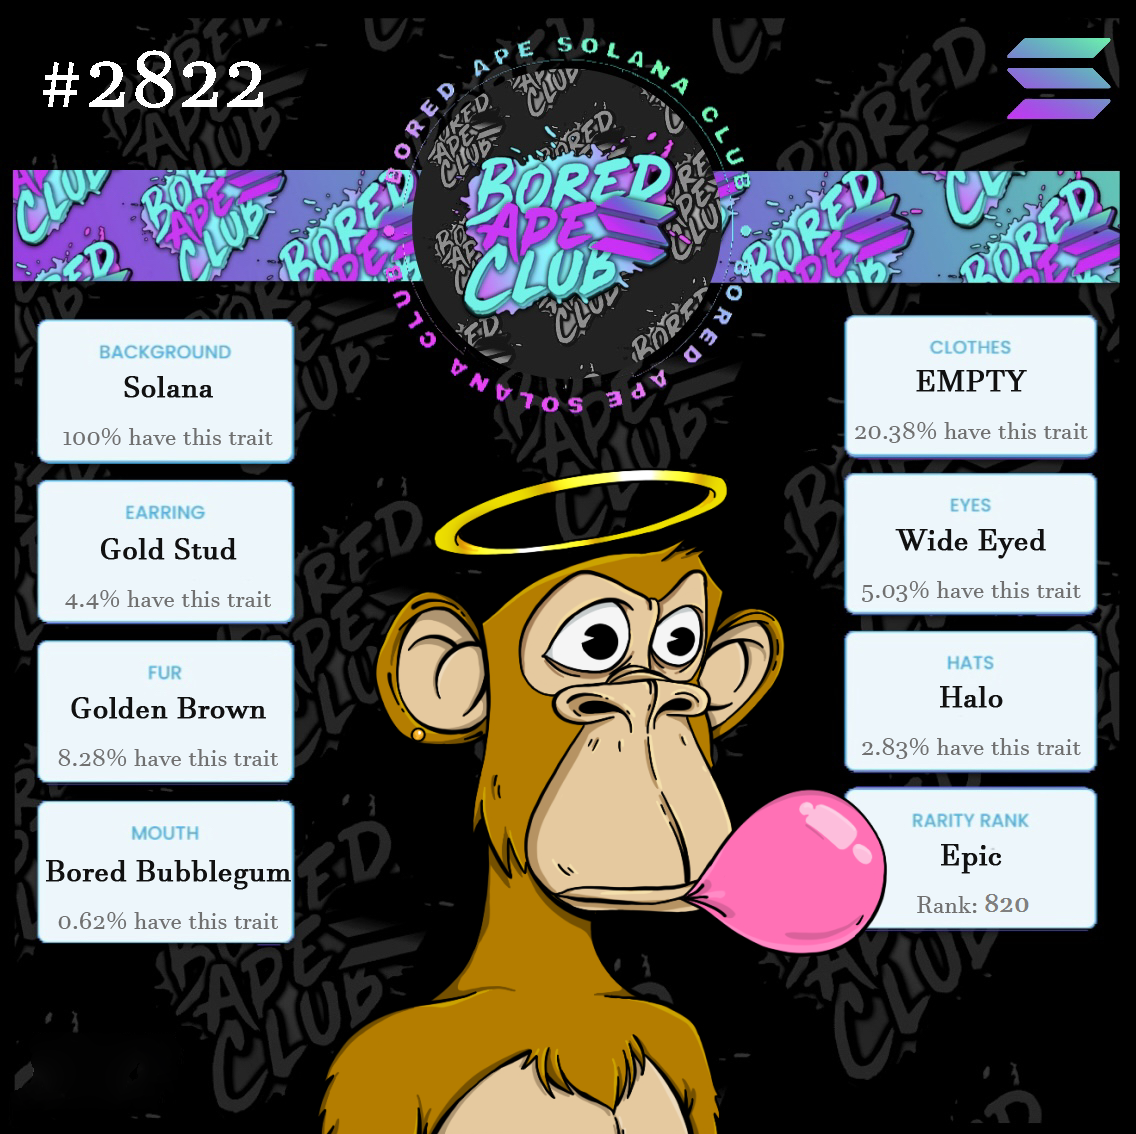 #2822
BORED APE SOLANA CLUB
BORED APE SOLANA CLUB
BORED
APE
CLUB
BACKGROUND
Solana
100% have this trait
EARRING
Gold Stud
4.4% have this trait
FUR
Golden Brown
8.28% have this trait
MOUTH
Bored Bubblegum
0.62% have this trait
CLOTHES
EMPTY
20.38% have this trait
EYES
Wide Eyed
5.03% have this trait
HATS
Halo
2.83% have this trait
RARITY RANK
Epic
Rank: 820